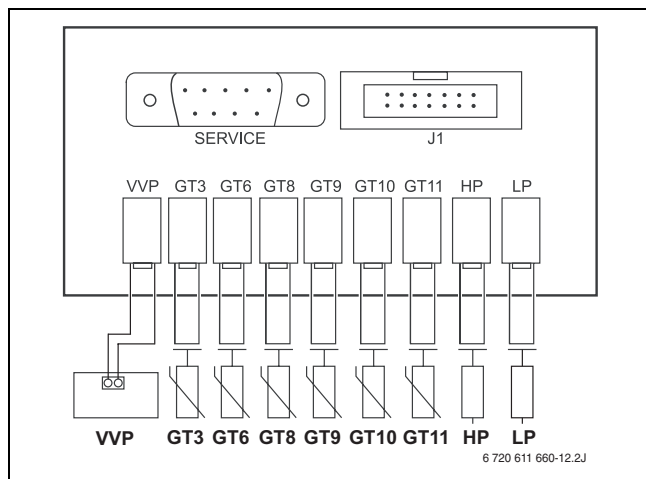 SERVICE J1
VVP GT3 GT6 GT8 GT9 GT10 GT11 HP LP
VVP GT3 GT6 GT8 GT9 GT10 GT11 HP LP
6 720 611 660-12.2J